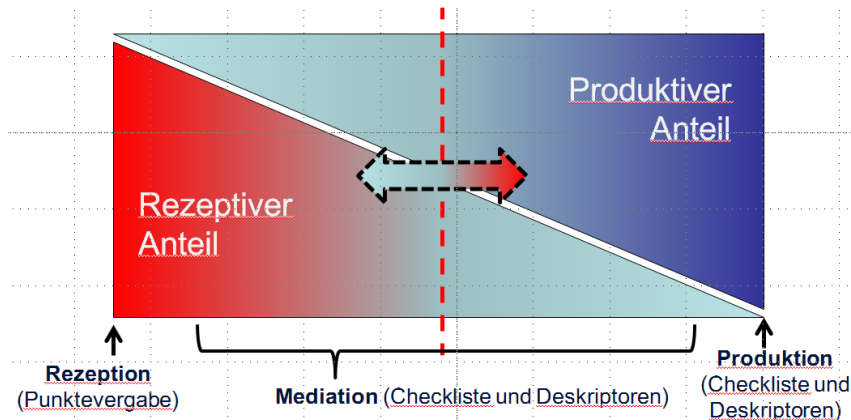 Produktiver
Anteil
Rezeptiver
Anteil
Rezeption
(Punktevergabe)
Mediation (Checkliste und Deskriptoren)
Produktion
(Checkliste und
Deskriptoren)